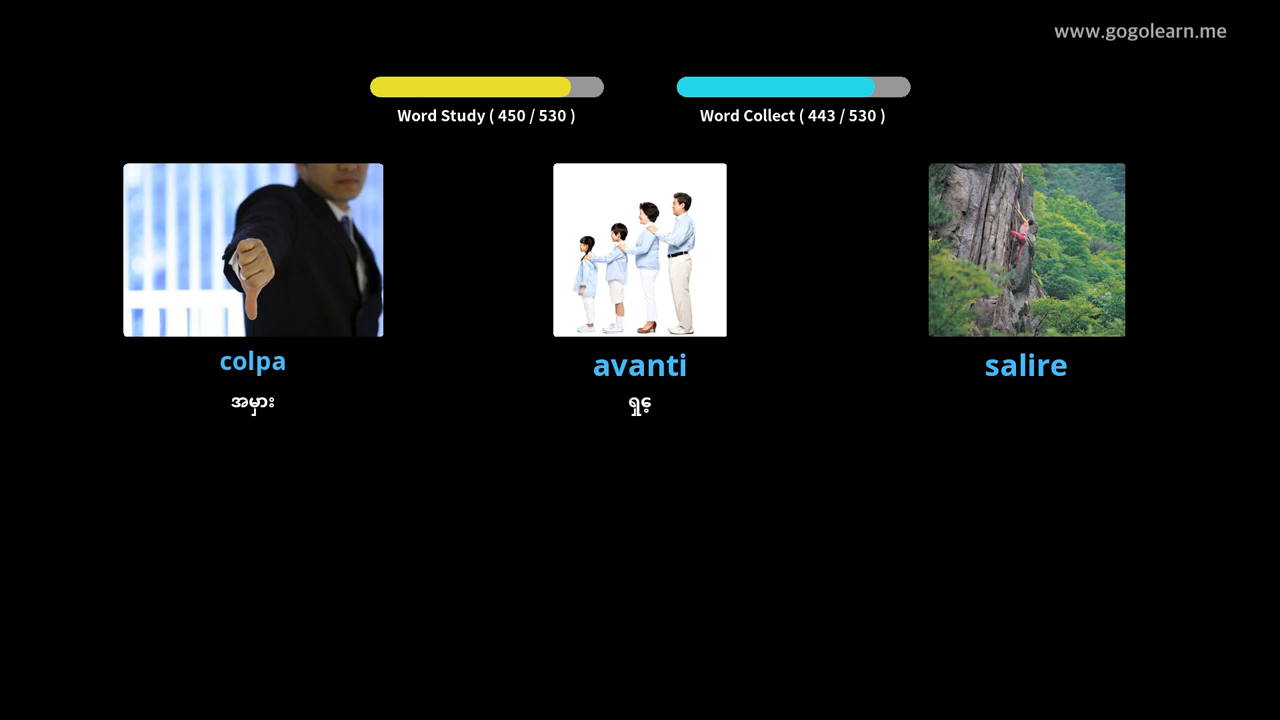 www.gogolearn.me
Word Study ( 450 / 530 )
Word Collect ( 443 / 530 )
colpa
avanti
salire
အမှား
ရှေ့